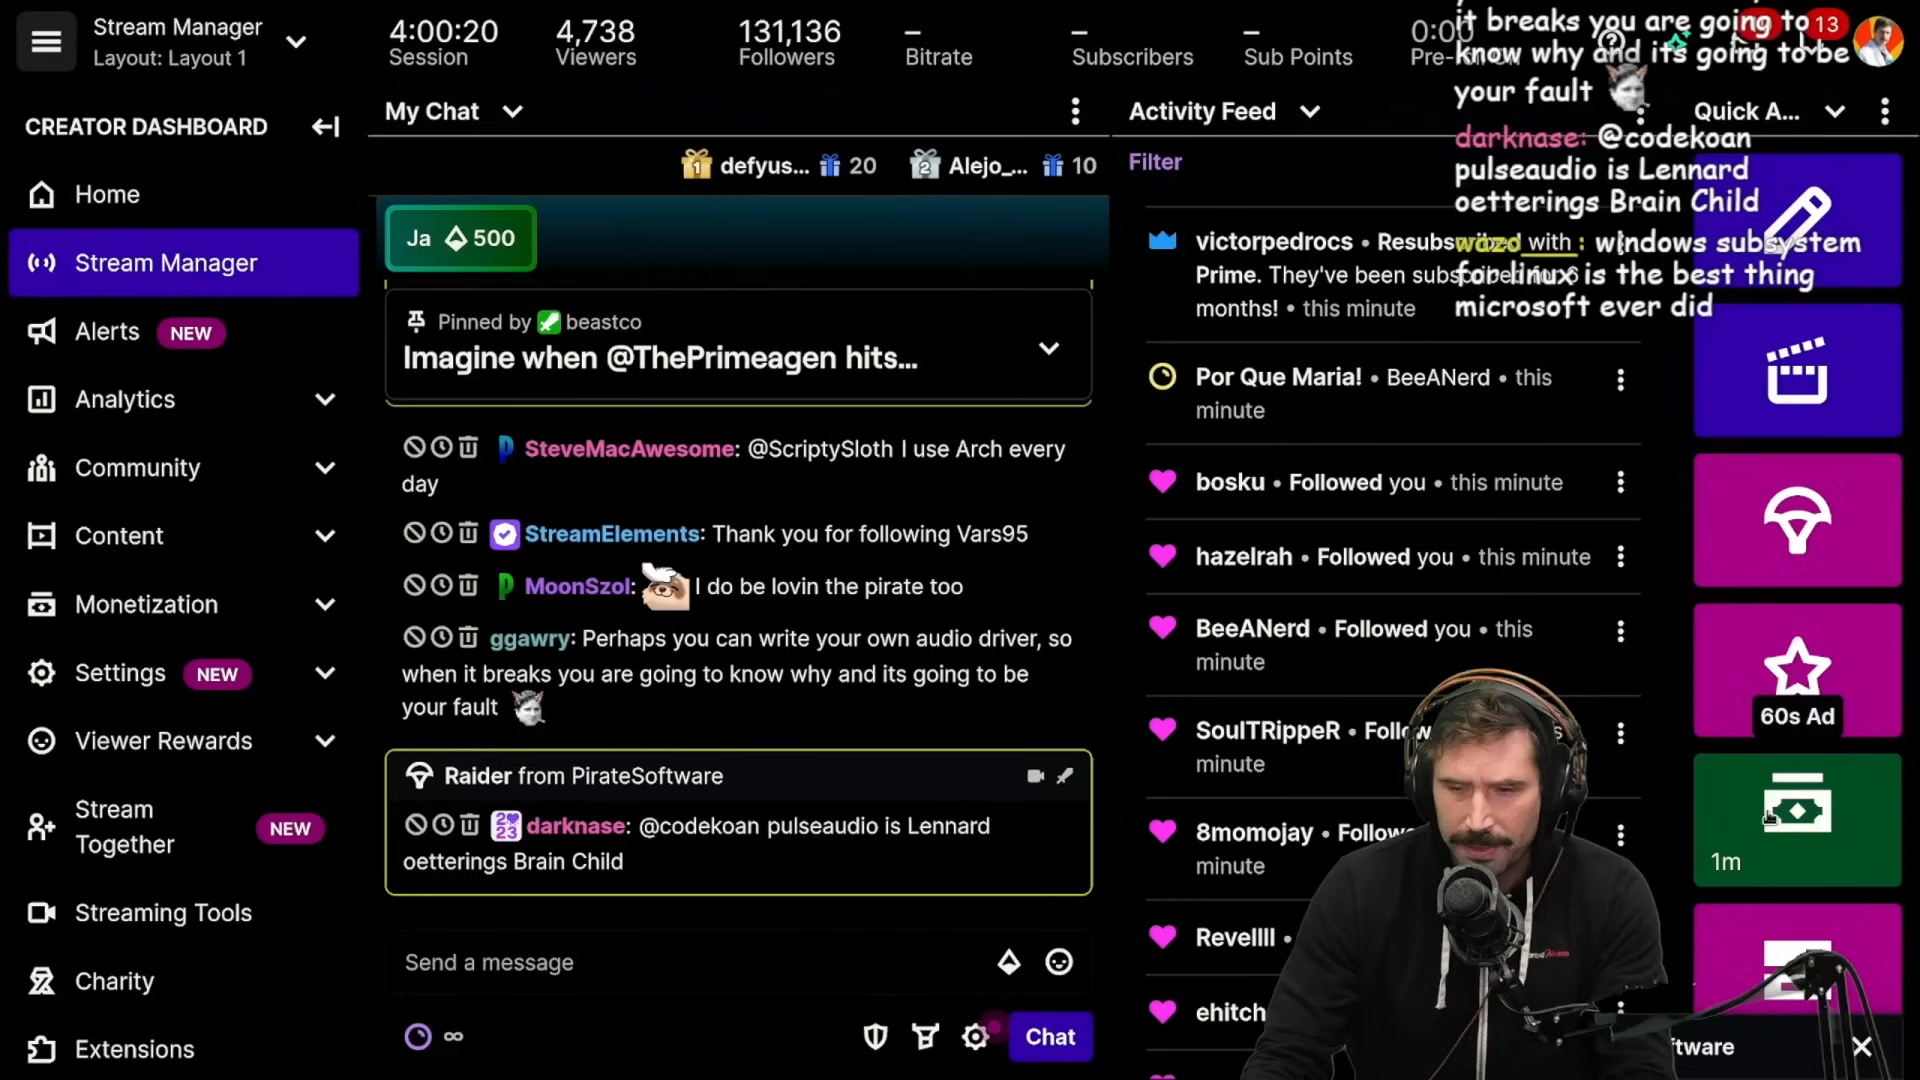 Stream Manager
Layout: Layout 1
4:00:20
Session
4,738
Viewers
131,136
Followers
–
Bitrate
–
Subscribers
–
Sub Points
0:00
13
it breaks you are going to
know why and its going to be
your fault
darknase: @codekoan
pulseaudio is Lennard
oetterings Brain Child
wazo : windows subsystem
for linux is the best thing
microsoft ever did
CREATOR DASHBOARD
Home
Stream Manager
Alerts NEW
Analytics
Community
Content
Monetization
Settings NEW
Viewer Rewards
Stream
Together NEW
Streaming Tools
Charity
Extensions
My Chat
1 defyus... 20 2 Alejo_... 10
Ja 500
Pinned by beastco
Imagine when @ThePrimeagen hits...
SteveMacAwesome: @ScriptySloth I use Arch every
day
StreamElements: Thank you for following Vars95
MoonSzol: I do be lovin the pirate too
ggawry: Perhaps you can write your own audio driver, so
when it breaks you are going to know why and its going to be
your fault
Raider from PirateSoftware
darknase: @codekoan pulseaudio is Lennard
oetterings Brain Child
Send a message
∞
Chat
Activity Feed
Filter
victorpedrocs • Resubscribed with
Prime. They've been subscribed for 6
months! • this minute
Por Que Maria! • BeeANerd • this
minute
bosku • Followed you • this minute
hazelrah • Followed you • this minute
BeeANerd • Followed you • this
minute
SoulTRippeR • Follow
minute
8momojay • Follow
minute
Revellll •
ehitch
Quick A...
60s Ad
1m
ftware